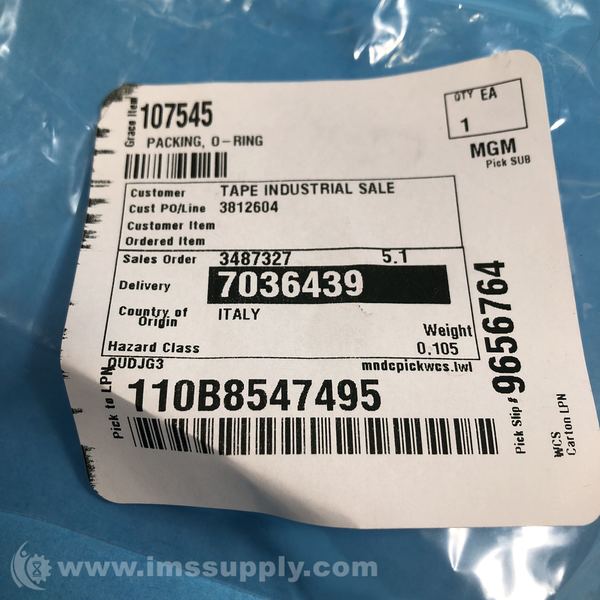 Graco Item
107545
PACKING, O-RING
QTY EA
1
MGM
Pick SUB
Customer TAPE INDUSTRIAL SALE
Cust PO/Line 3812604
Customer Item
Ordered Item
Sales Order 3487327 5.1
Delivery 7036439
Country of Origin ITALY
Weight
Hazard Class 0.105
OUDJG3 mndcpickwcs.lwl
Pick to LPN
110B8547495
Pick Slip # 9656764
WCS
Carton LPN
www.imssupply.com